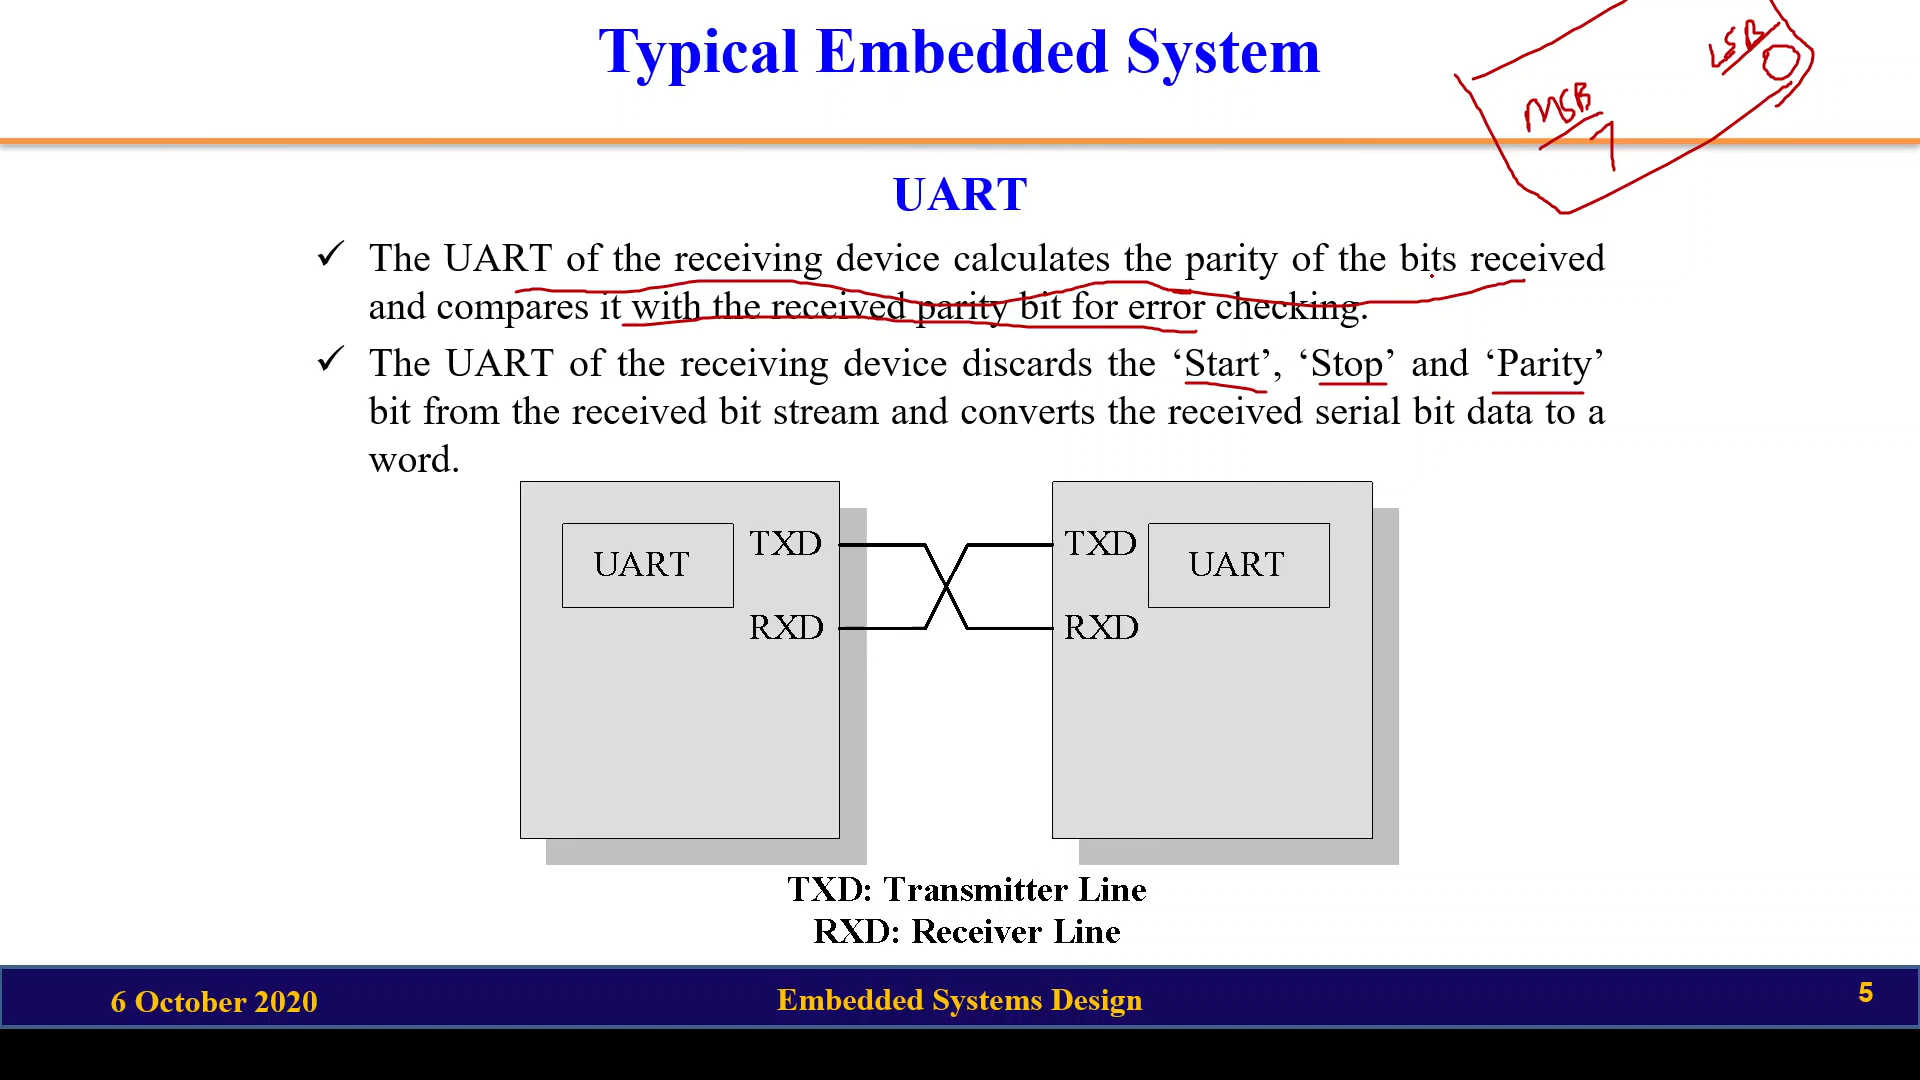 Typical Embedded System
LSB
0
MSB
7
UART
✓ The UART of the receiving device calculates the parity of the bits received
and compares it with the received parity bit for error checking.
✓ The UART of the receiving device discards the ‘Start’, ‘Stop’ and ‘Parity’
bit from the received bit stream and converts the received serial bit data to a
word.
UART TXD TXD UART
RXD RXD
TXD: Transmitter Line
RXD: Receiver Line
6 October 2020 Embedded Systems Design 5